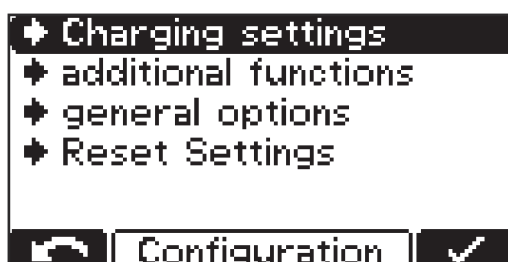 Charging settings
additional functions
general options
Reset Settings
Configuration